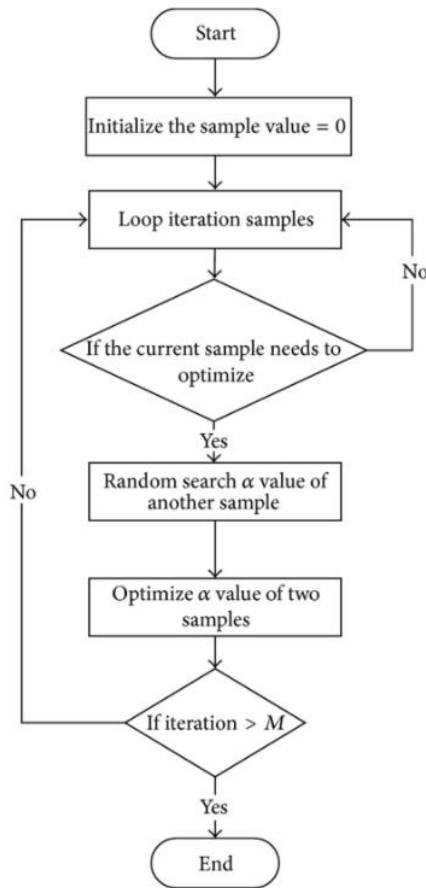 Start
Initialize the sample value = 0
Loop iteration samples
No
If the current sample needs to
optimize
Yes
Random search α value of
another sample
No
Optimize α value of two
samples
If iteration > M
Yes
End